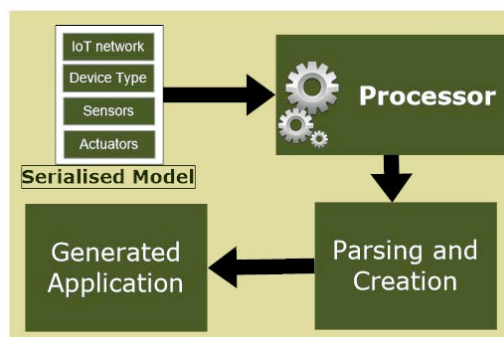 IoT network
Device Type
Sensors
Actuators
Serialised Model
Processor
Parsing and
Creation
Generated
Application